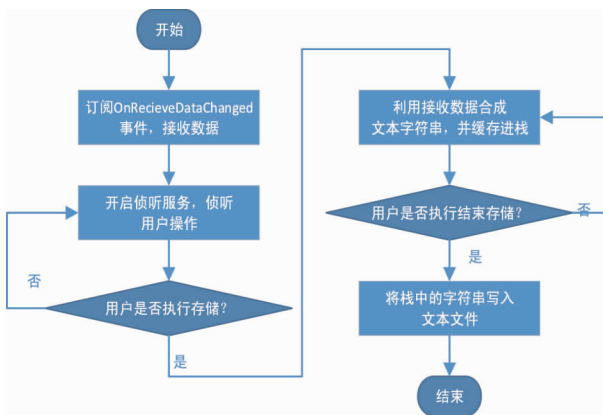 开始
订阅OnRecieveDataChanged
事件，接收数据
开启侦听服务，侦听
用户操作
否
用户是否执行存储？
是
利用接收数据合成
文本字符串，并缓存进栈
用户是否执行结束存储？
否
是
将栈中的字符串写入
文本文件
结束